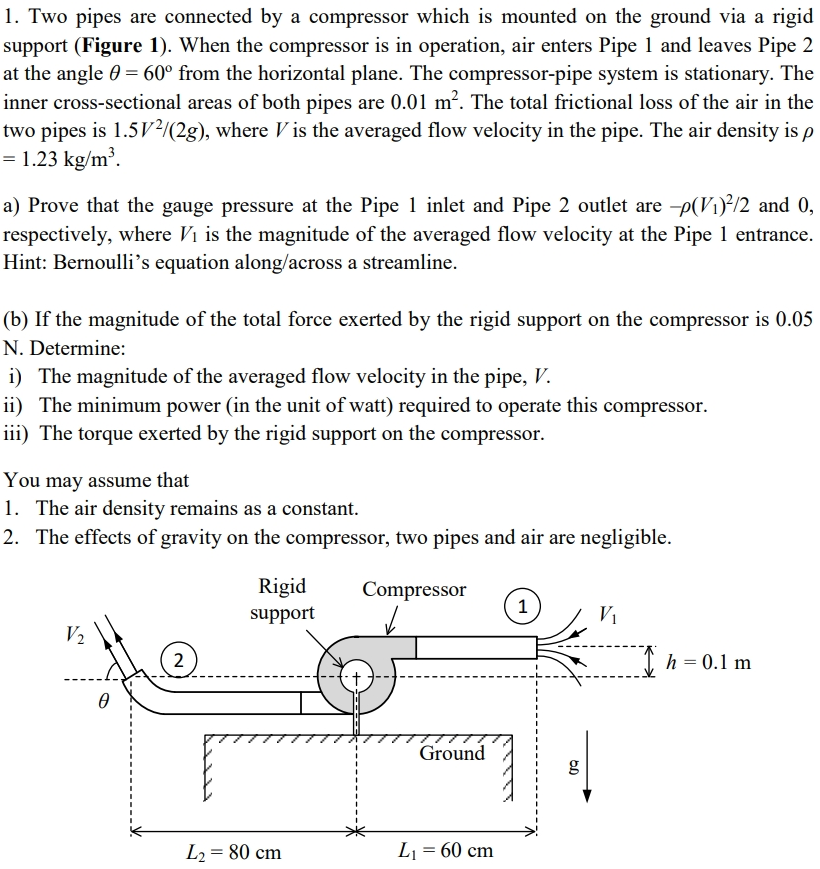 1. Two pipes are connected by a compressor which is mounted on the ground via a rigid
support (Figure 1). When the compressor is in operation, air enters Pipe 1 and leaves Pipe 2
at the angle θ = 60º from the horizontal plane. The compressor-pipe system is stationary. The
inner cross-sectional areas of both pipes are 0.01 m². The total frictional loss of the air in the
two pipes is 1.5V²/(2g), where V is the averaged flow velocity in the pipe. The air density is ρ
= 1.23 kg/m³.
a) Prove that the gauge pressure at the Pipe 1 inlet and Pipe 2 outlet are –ρ(V₁)²/2 and 0,
respectively, where V₁ is the magnitude of the averaged flow velocity at the Pipe 1 entrance.
Hint: Bernoulli’s equation along/across a streamline.
(b) If the magnitude of the total force exerted by the rigid support on the compressor is 0.05
N. Determine:
i) The magnitude of the averaged flow velocity in the pipe, V.
ii) The minimum power (in the unit of watt) required to operate this compressor.
iii) The torque exerted by the rigid support on the compressor.
You may assume that
1. The air density remains as a constant.
2. The effects of gravity on the compressor, two pipes and air are negligible.
Rigid
support
Compressor
1
V₁
V₂
2
h = 0.1 m
θ
Ground
g
L₂ = 80 cm
L₁ = 60 cm